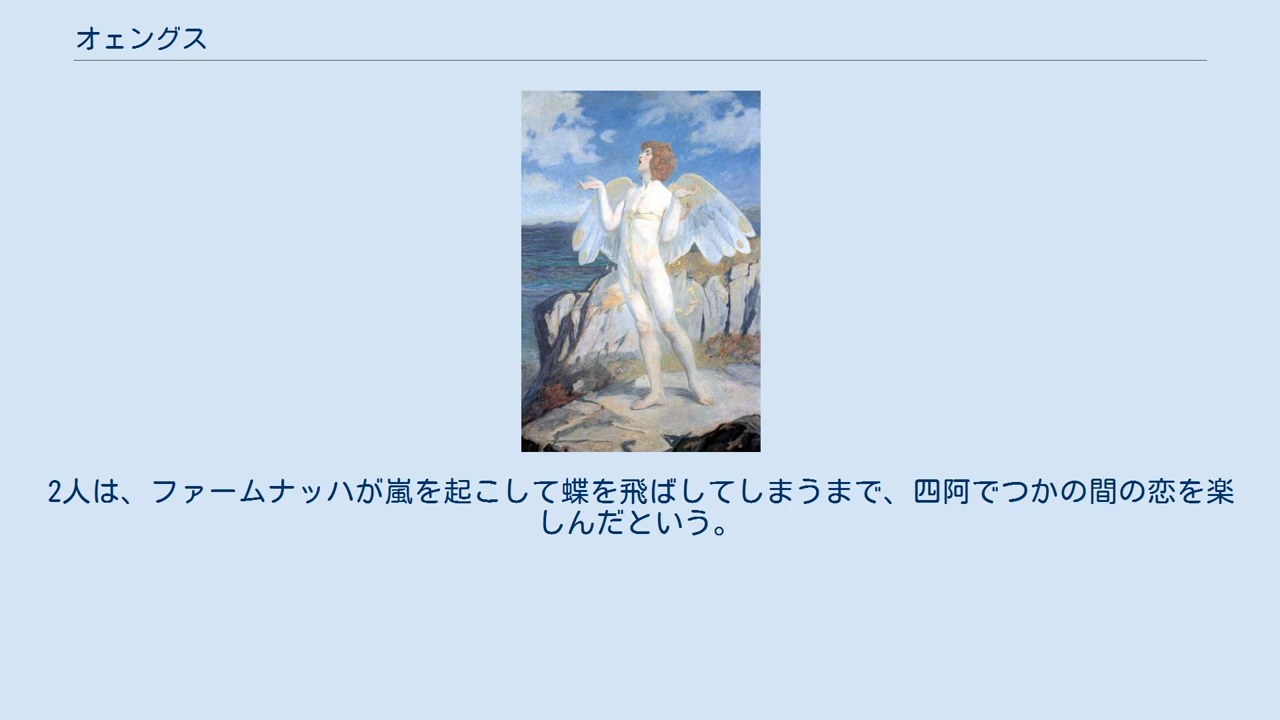 オェングス
2人は、ファームナッハが嵐を起こして蝶を飛ばしてしまうまで、四阿でつかの間の恋を楽
しんだという。